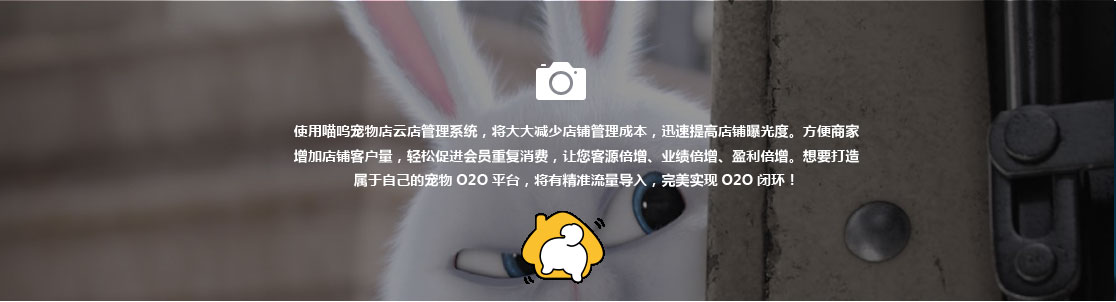 使用喵呜宠物店云店管理系统，将大大减少店铺管理成本，迅速提高店铺曝光度。方便商家
增加店铺客户量，轻松促进会员重复消费，让您客源倍增、业绩倍增、盈利倍增。想要打造
属于自己的宠物 O2O 平台，将有精准流量导入，完美实现 O2O 闭环！